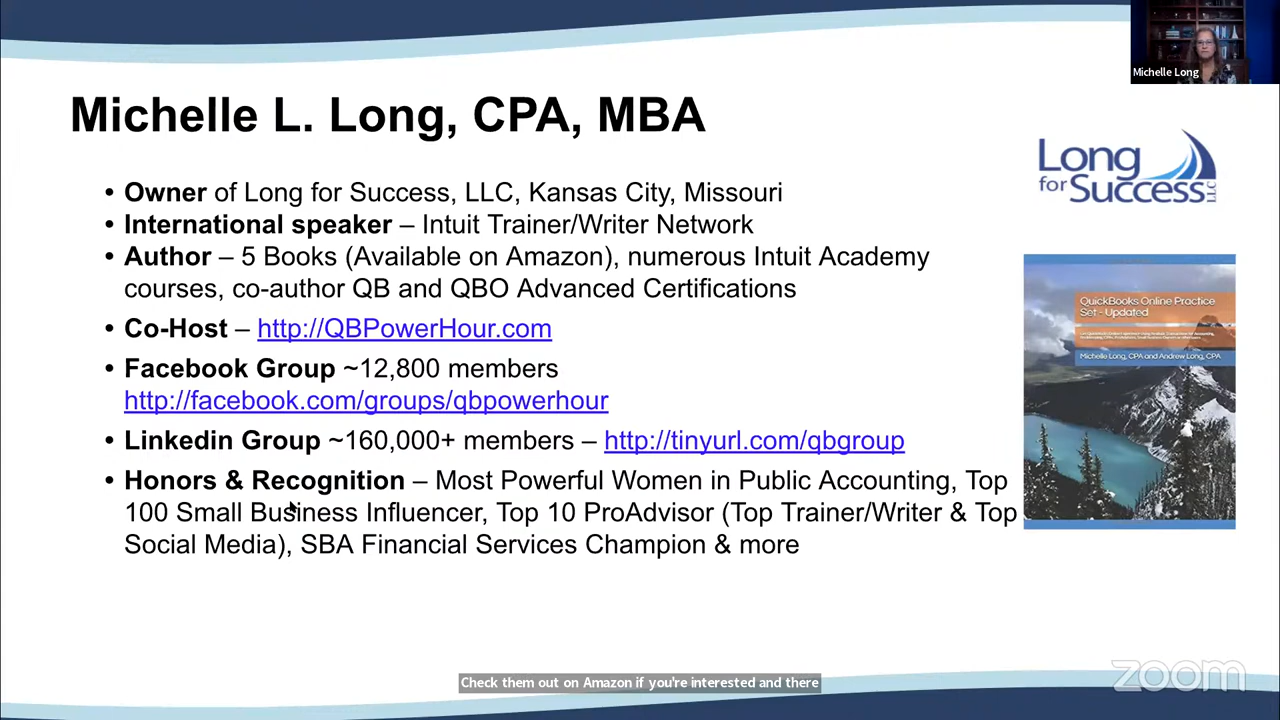 Michelle Long
Michelle L. Long, CPA, MBA
• Owner of Long for Success, LLC, Kansas City, Missouri
• International speaker – Intuit Trainer/Writer Network
• Author – 5 Books (Available on Amazon), numerous Intuit Academy
courses, co-author QB and QBO Advanced Certifications
• Co-Host – http://QBPowerHour.com
• Facebook Group ~12,800 members
http://facebook.com/groups/qbpowerhour
• Linkedin Group ~160,000+ members – http://tinyurl.com/qbgroup
• Honors & Recognition – Most Powerful Women in Public Accounting, Top
100 Small Business Influencer, Top 10 ProAdvisor (Top Trainer/Writer & Top
Social Media), SBA Financial Services Champion & more
Long
for Success LLC
QuickBooks Online Practice
Set - Updated
Michelle Long, CPA and Andrew Long, CPA
Check them out on Amazon if you're interested and there
zoom